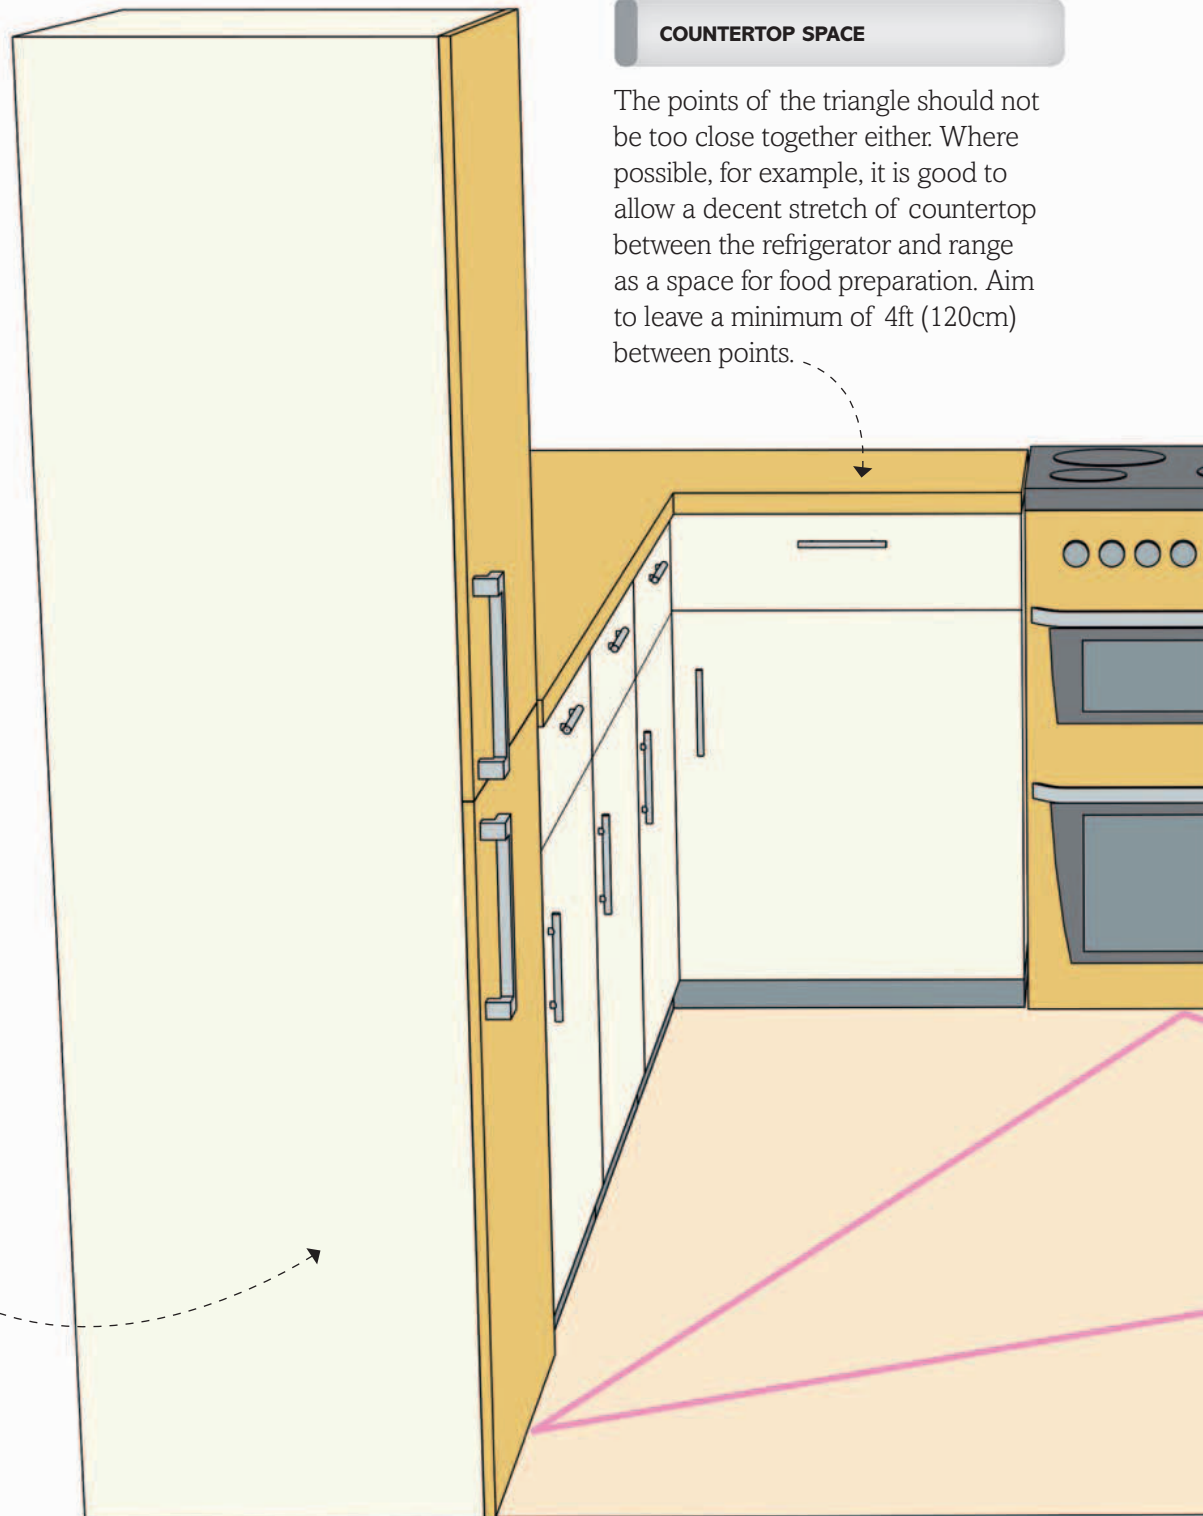 COUNTERTOP SPACE
The points of the triangle should not
be too close together either. Where
possible, for example, it is good to
allow a decent stretch of countertop
between the refrigerator and range
as a space for food preparation. Aim
to leave a minimum of 4ft (120cm)
between points.